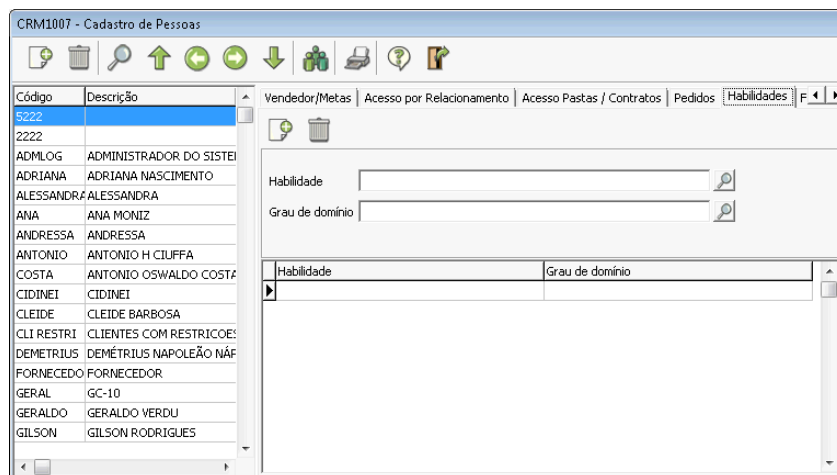 CRM1007 - Cadastro de Pessoas
Código Descrição
5222
2222
ADMLOG ADMINISTRADOR DO SISTE
ADRIANA ADRIANA NASCIMENTO
ALESSANDRA ALESSANDRA
ANA ANA MONIZ
ANDRESSA ANDRESSA
ANTONIO ANTONIO H CIUFFA
COSTA ANTONIO OSWALDO COSTA
CIDINEI CIDINEI
CLEIDE CLEIDE BARBOSA
CLI RESTRI CLIENTES COM RESTRICOES
DEMETRIUS DEMÉTRIUS NAPOLEÃO NÁP
FORNECEDO FORNECEDOR
GERAL GC-10
GERALDO GERALDO VERDU
GILSON GILSON RODRIGUES
Vendedor/Metas Acesso por Relacionamento Acesso Pastas / Contratos Pedidos Habilidades F
Habilidade
Grau de domínio
Habilidade Grau de domínio